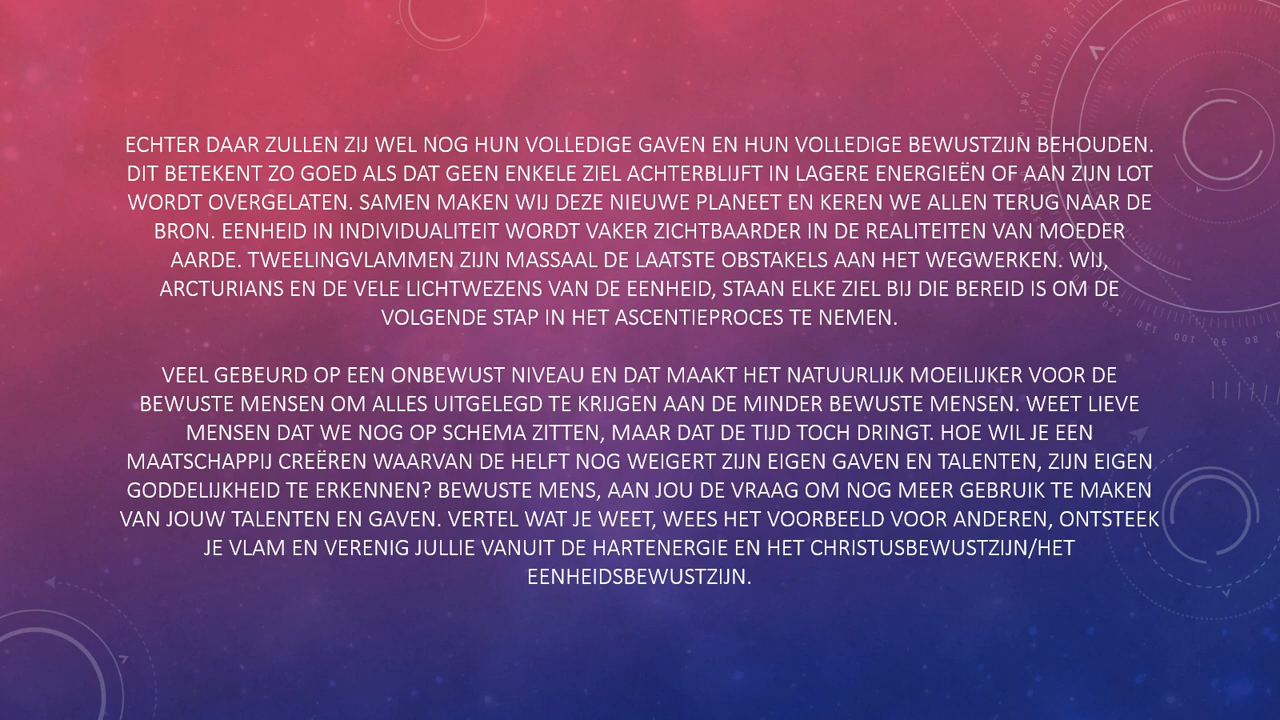 ECHTER DAAR ZULLEN ZIJ WEL NOG HUN VOLLEDIGE GAVEN EN HUN VOLLEDIGE BEWUSTZIJN BEHOUDEN.
DIT BETEKENT ZO GOED ALS DAT GEEN ENKELE ZIEL ACHTERBLIJFT IN LAGERE ENERGIEËN OF AAN ZIJN LOT
WORDT OVERGELATEN. SAMEN MAKEN WIJ DEZE NIEUWE PLANEET EN KEREN WE ALLEN TERUG NAAR DE
BRON. EENHEID IN INDIVIDUALITEIT WORDT VAKER ZICHTBAARDER IN DE REALITEITEN VAN MOEDER
AARDE. TWEELINGVLAMMEN ZIJN MASSAAL DE LAATSTE OBSTAKELS AAN HET WEGWERKEN. WIJ,
ARCTURIANS EN DE VELE LICHTWEZENS VAN DE EENHEID, STAAN ELKE ZIEL BIJ DIE BEREID IS OM DE
VOLGENDE STAP IN HET ASCENTIEPROCES TE NEMEN.
VEEL GEBEURD OP EEN ONBEWUST NIVEAU EN DAT MAAKT HET NATUURLIJK MOEILIJKER VOOR DE
BEWUSTE MENSEN OM ALLES UITGELEGD TE KRIJGEN AAN DE MINDER BEWUSTE MENSEN. WEET LIEVE
MENSEN DAT WE NOG OP SCHEMA ZITTEN, MAAR DAT DE TIJD TOCH DRINGT. HOE WIL JE EEN
MAATSCHAPPIJ CREËREN WAARVAN DE HELFT NOG WEIGERT ZIJN EIGEN GAVEN EN TALENTEN, ZIJN EIGEN
GODDELIJKHEID TE ERKENNEN? BEWUSTE MENS, AAN JOU DE VRAAG OM NOG MEER GEBRUIK TE MAKEN
VAN JOUW TALENTEN EN GAVEN. VERTEL WAT JE WEET, WEES HET VOORBEELD VOOR ANDEREN, ONTSTEEK
JE VLAM EN VERENIG JULLIE VANUIT DE HARTENERGIE EN HET CHRISTUSBEWUSTZIJN/HET
EENHEIDSBEWUSTZIJN.